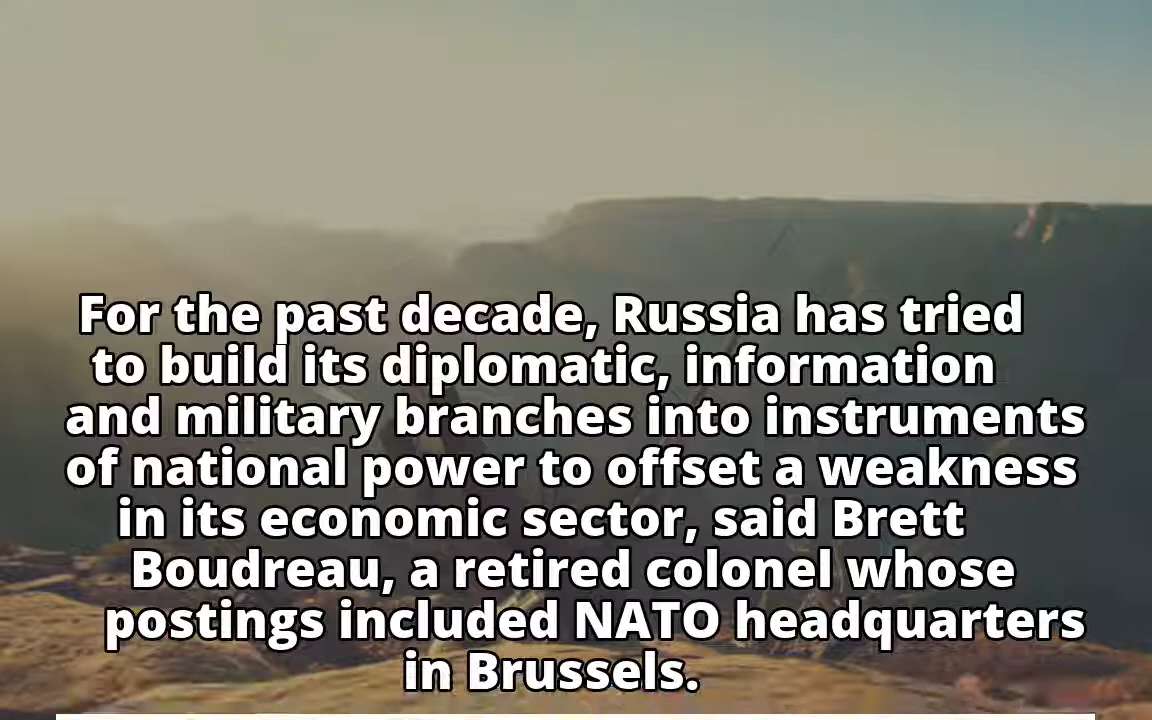 For the past decade, Russia has tried
to build its diplomatic, information
and military branches into instruments
of national power to offset a weakness
in its economic sector, said Brett
Boudreau, a retired colonel whose
postings included NATO headquarters
in Brussels.